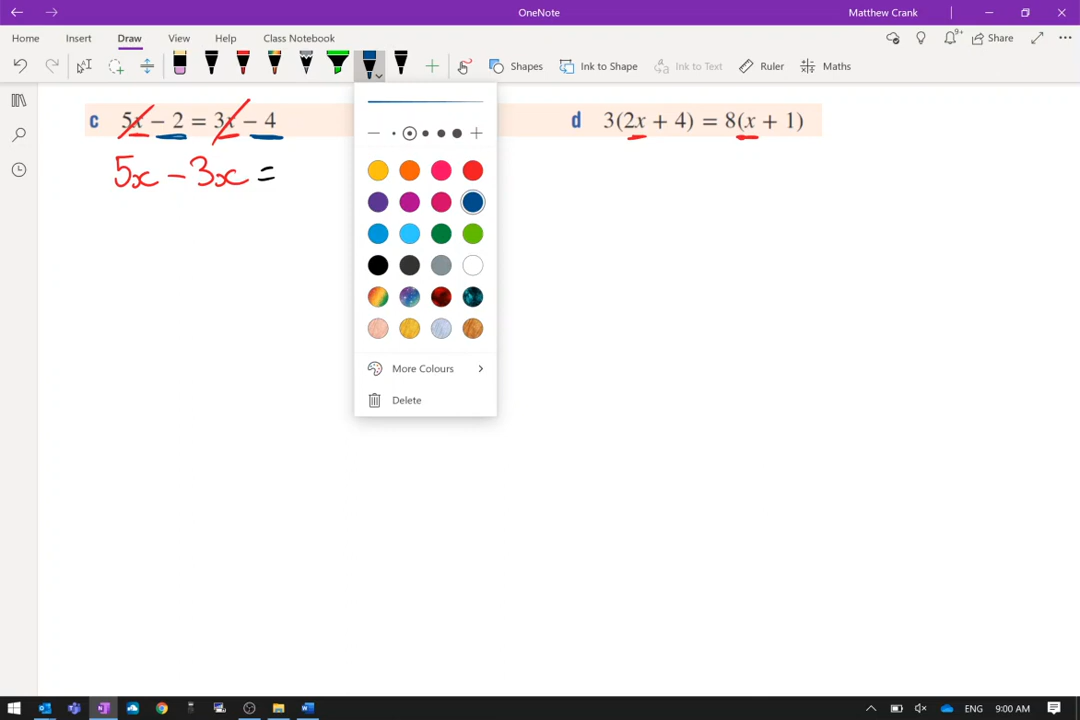 OneNote
Matthew Crank
Home Insert Draw View Help Class Notebook
9+
Share
Shapes Ink to Shape Ink to Text Ruler Maths
c 5x − 2 = 3x − 4
d 3(2x + 4) = 8(x + 1)
5x − 3x =
More Colours
Delete
ENG 9:00 AM